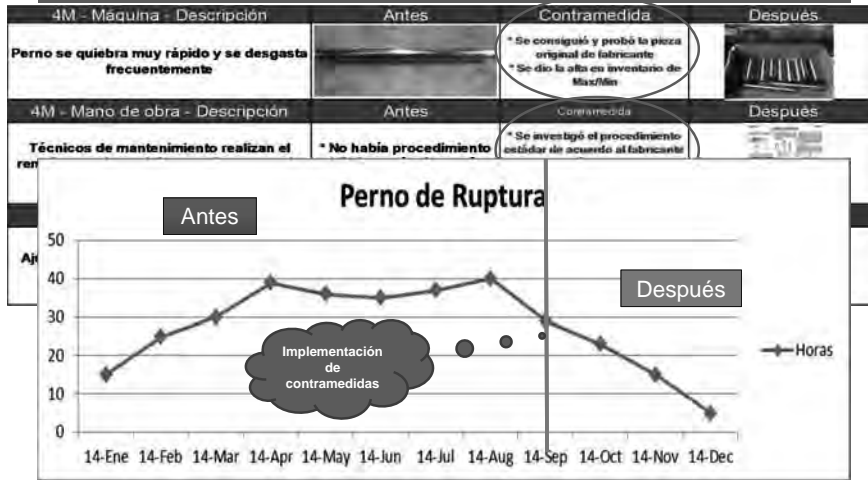 4M - Máquina - Descripción
Antes
Contramedida
Después
Perno se quiebra muy rápido y se desgasta
frecuentemente
* Se consiguió y probó la pieza
original de fabricante
* Se dio la alta en inventario de
Max/Min
4M - Mano de obra - Descripción
Antes
Contramedida
Después
Técnicos de mantenimiento realizan el
* No había procedimiento
* Se investigó el procedimiento
estádar de acuerdo al fabricante
Perno de Ruptura
Antes
Después
50
40
30
20
10
0
Implementación
de
contramedidas
Horas
14-Ene
14-Feb
14-Mar
14-Apr
14-May
14-Jun
14-Jul
14-Aug
14-Sep
14-Oct
14-Nov
14-Dec